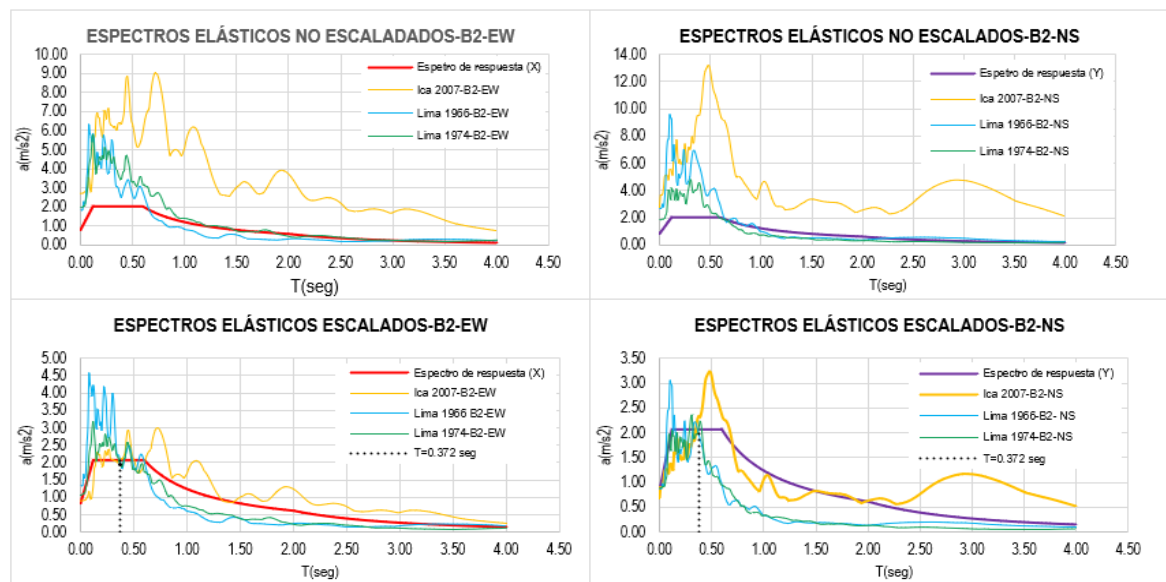 ESPECTROS ELÁSTICOS NO ESCALADADOS-B2-EW
10.00
9.00
8.00
7.00
6.00
5.00
4.00
3.00
2.00
1.00
0.00
a(m/s2))
0.00 0.50 1.00 1.50 2.00 2.50 3.00 3.50 4.00 4.50
T(seg)
Espetro de respuesta (X)
Ica 2007-B2-EW
Lima 1966-B2-EW
Lima 1974-B2-EW
ESPECTROS ELÁSTICOS NO ESCALADOS-B2-NS
14.00
12.00
10.00
8.00
6.00
4.00
2.00
0.00
a(m/s2)
0.00 0.50 1.00 1.50 2.00 2.50 3.00 3.50 4.00 4.50
T(seg)
Espetro de respuesta (Y)
Ica 2007-B2-NS
Lima 1966-B2-NS
Lima 1974-B2-NS
ESPECTROS ELÁSTICOS ESCALADOS-B2-EW
5.00
4.50
4.00
3.50
3.00
2.50
2.00
1.50
1.00
0.50
0.00
a(m/s2)
0.00 0.50 1.00 1.50 2.00 2.50 3.00 3.50 4.00 4.50
T(seg)
Espectro de respuesta (X)
Ica 2007-B2-EW
Lima 1966 B2-EW
Lima 1974-B2-EW
T=0.372 seg
ESPECTROS ELÁSTICOS ESCALADOS-B2-NS
3.50
3.00
2.50
2.00
1.50
1.00
0.50
0.00
a(m/s2)
0.00 0.50 1.00 1.50 2.00 2.50 3.00 3.50 4.00 4.50
T(seg)
Espectro de respuesta (Y)
Ica 2007-B2-NS
Lima 1966-B2- NS
Lima 1974-B2-NS
T=0.372 seg